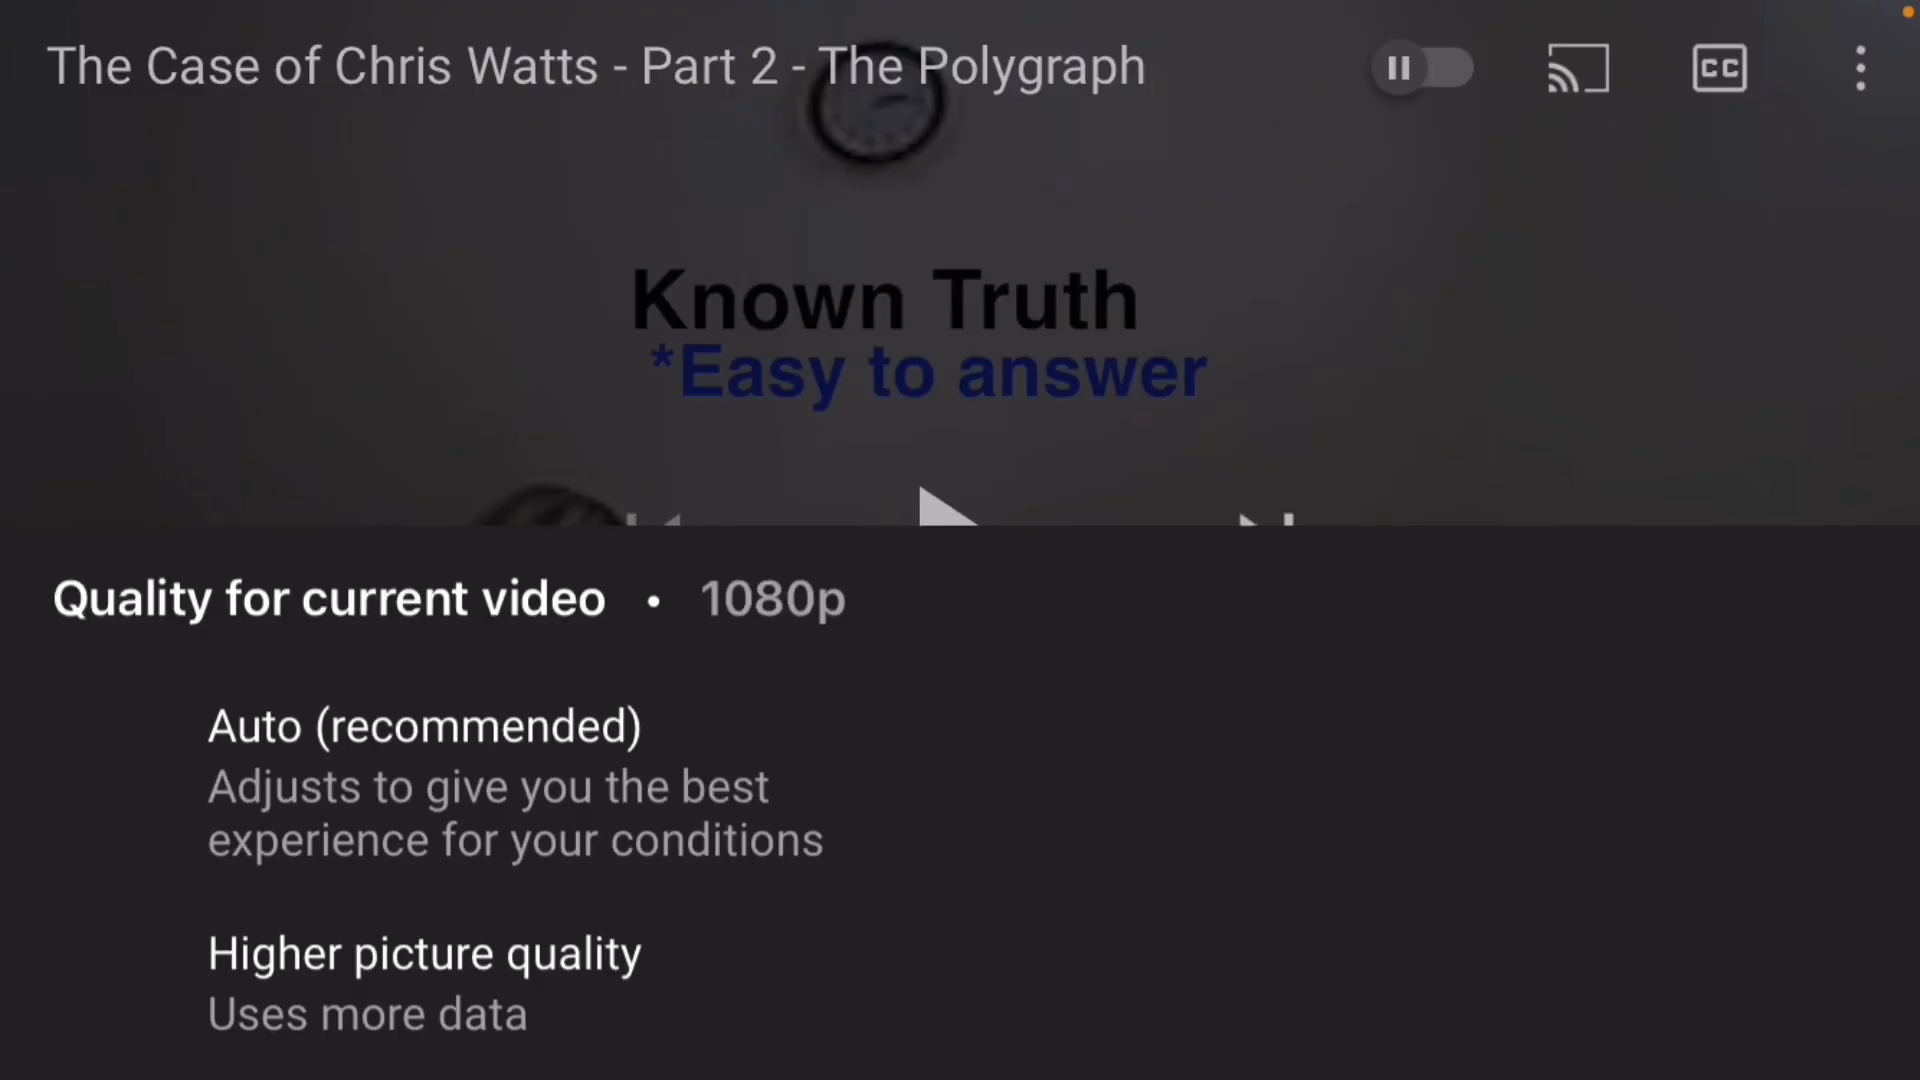 The Case of Chris Watts - Part 2 - The Polygraph
CC
Known Truth
*Easy to answer
Quality for current video • 1080p
Auto (recommended)
Adjusts to give you the best
experience for your conditions
Higher picture quality
Uses more data